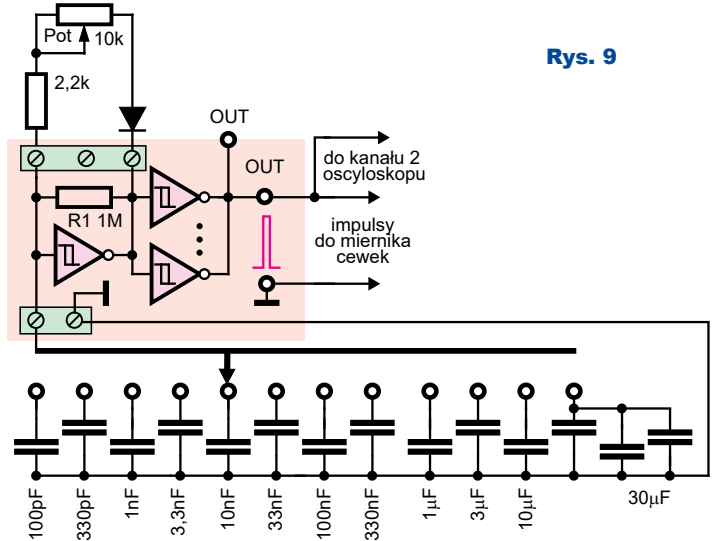 Pot
10k
Rys. 9
2,2k
OUT
OUT
do kanału 2
oscyloskopu
R1 1M
impulsy
do miernika
cewek
100pF
330pF
1nF
3,3nF
10nF
33nF
100nF
330nF
1µF
3µF
10µF
30µF